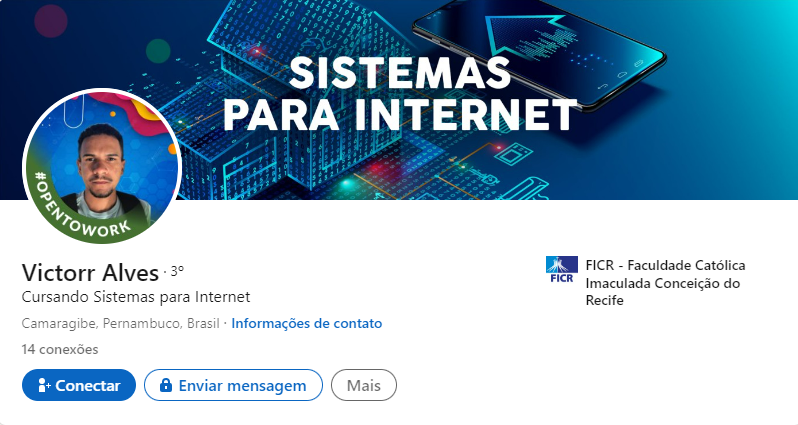 SISTEMAS
PARA INTERNET
#OPENTOWORK
Victorr Alves · 3º
Cursando Sistemas para Internet
Camaragibe, Pernambuco, Brasil · Informações de contato
14 conexões
Conectar
Enviar mensagem
Mais
FICR
FICR - Faculdade Católica
Imaculada Conceição do
Recife